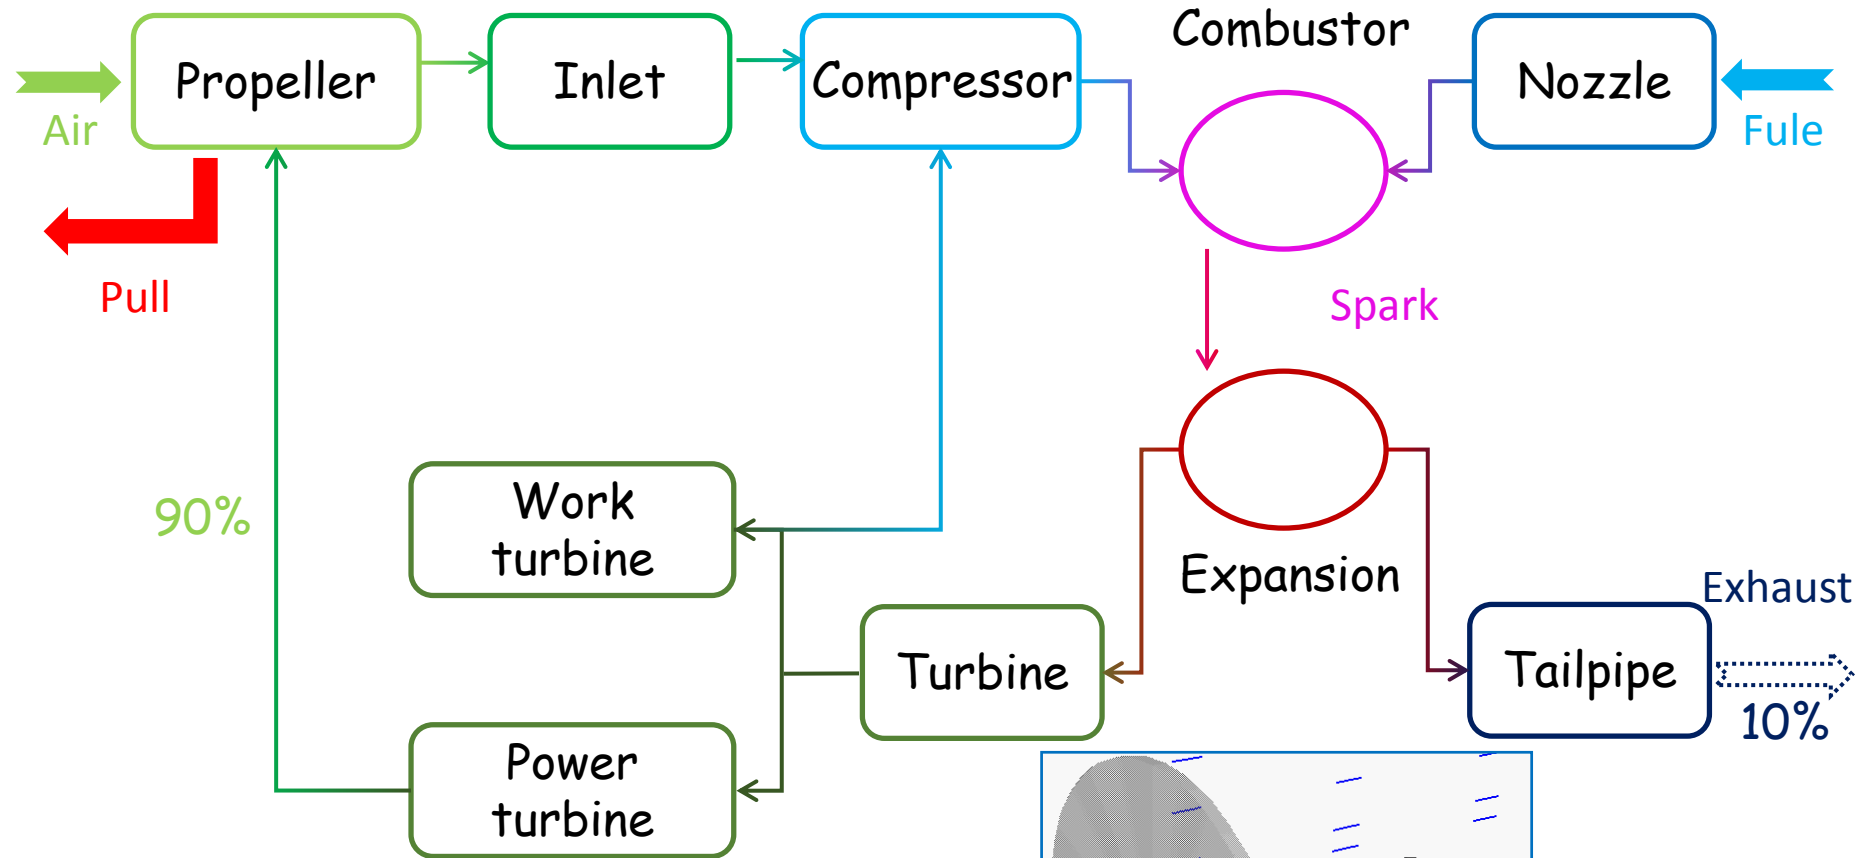 Combustor
Propeller
Inlet
Compressor
Nozzle
Air
Fule
Pull
Spark
Work
turbine
90%
Expansion
Exhaust
Turbine
Tailpipe
10%
Power
turbine